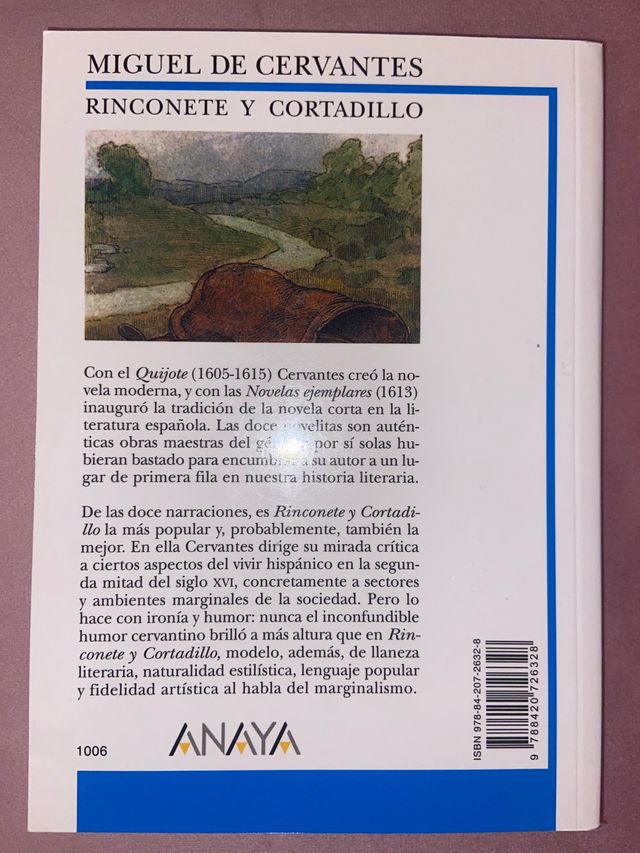 MIGUEL DE CERVANTES
RINCONETE Y CORTADILLO
Con el Quijote (1605-1615) Cervantes creó la no-
vela moderna, y con las Novelas ejemplares (1613)
inauguró la tradición de la novela corta en la li-
teratura española. Las doce novelitas son autén-
ticas obras maestras del por sí solas hu-
bieran bastado para encumbrar a su autor a un lu-
gar de primera fila en nuestra historia literaria.
De las doce narraciones, es Rinconete y Cortadi-
llo la más popular y, probablemente, también la
mejor. En ella Cervantes dirige su mirada crítica
a ciertos aspectos del vivir hispánico en la segun-
da mitad del siglo XVI, concretamente a sectores
y ambientes marginales de la sociedad. Pero lo
hace con ironía y humor: nunca el inconfundible
humor cervantino brilló a más altura que en Rin-
conete y Cortadillo, modelo, además, de llaneza
literaria, naturalidad estilística, lenguaje popular
y fidelidad artística al habla del marginalismo.
1006
ANAYA
ISBN 978-84-207-2632-8
9 788420 726328